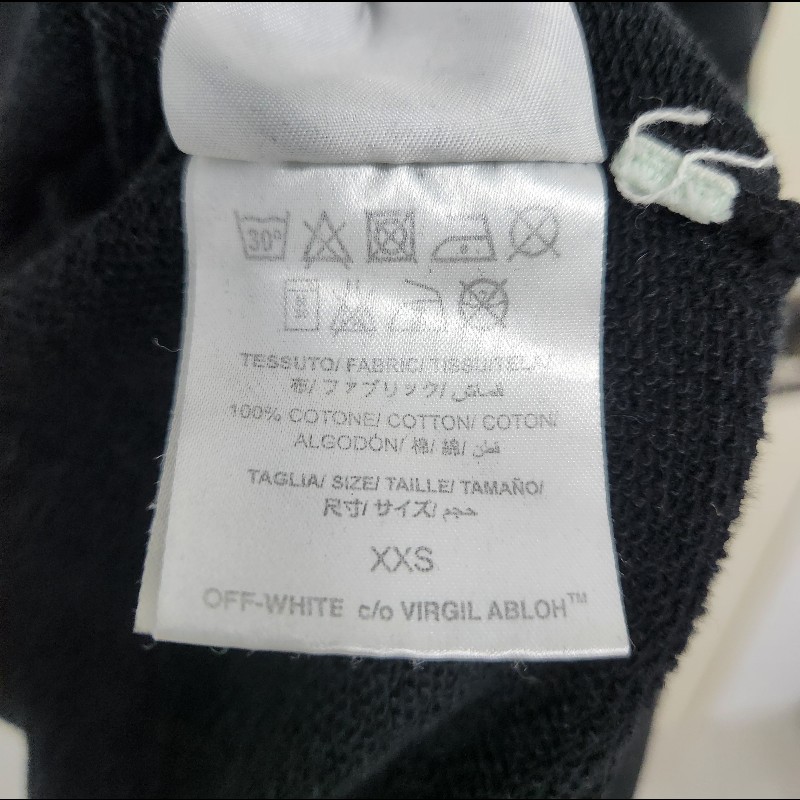 30°
TESSUTO/ FABRIC/ TISSU/TELA/
布/ ファブリック/ قماش/
100% COTONE/ COTTON/ COTON/
ALGODÓN/ 棉/ 綿/ قطن
TAGLIA/ SIZE/ TAILLE/ TAMAÑO/
尺寸/ サイズ/ حجم
XXS
OFF-WHITE c/o VIRGIL ABLOH™